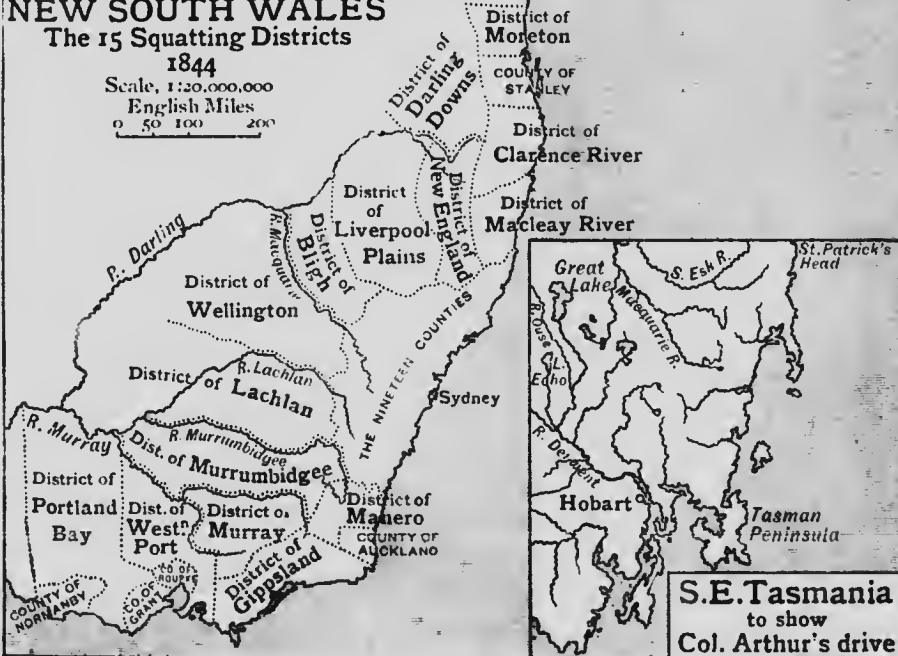 NEW SOUTH WALES
The 15 Squatting Districts
1844
Scale, 1:20,000,000
English Miles
0 50 100 200
District of
Moreton
COUNTY OF
STANLEY
District of
Darling
Downs
District of
Clarence River
District of
New England
District of
Macleay River
District
of
Liverpool
Plains
District of
Bligh
R. Macquarie
R. Darling
District of
Wellington
THE NINETEEN COUNTIES
Sydney
R. Lachlan
District of Lachlan
R. Murrumbidgee
Dist. of Murrumbidgee
R. Murray
District of
Portland
Bay
Dist. of
West.n
Port
District o.
Murray
District of
Manero
COUNTY OF
AUCKLAND
District of
Gippsland
COUNTY OF
NORMANBY
CO. OF
GRANT
CO. OF
BOURKE
St. Patrick's
Head
S. Esk R.
Great
Lake
Macquarie R.
R. Ouse
L.
Echo
R. Derwent
Hobart
Tasman
Peninsula
S.E. Tasmania
to show
Col. Arthur's drive